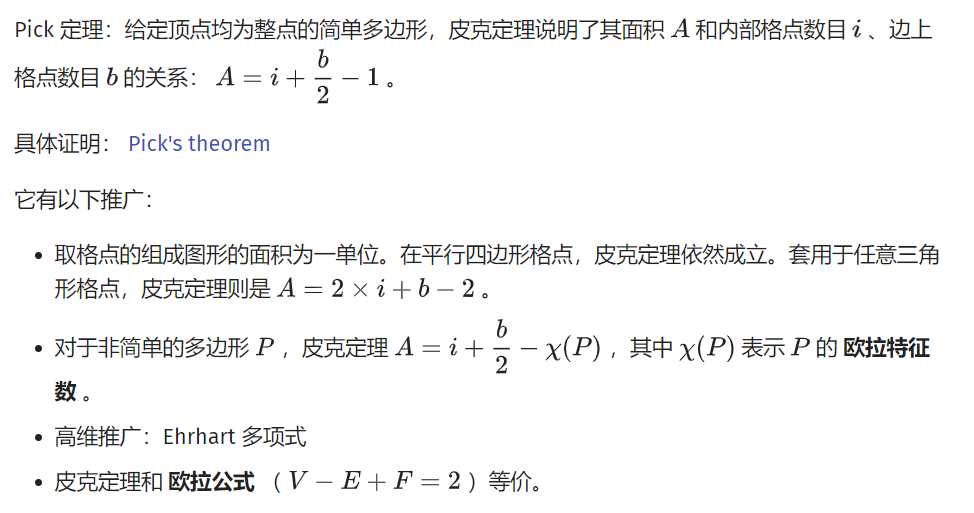 Pick 定理：给定顶点均为整点的简单多边形，皮克定理说明了其面积 A 和内部格点数目 i 、边上
格点数目 b 的关系： A = i + b/2 − 1 。
具体证明： Pick's theorem
它有以下推广：
• 取格点的组成图形的面积为一单位。在平行四边形格点，皮克定理依然成立。套用于任意三角
形格点，皮克定理则是 A = 2 × i + b − 2 。
• 对于非简单的多边形 P ，皮克定理 A = i + b/2 − χ(P) ，其中 χ(P) 表示 P 的 欧拉特征
数 。
• 高维推广：Ehrhart 多项式
• 皮克定理和 欧拉公式 （ V − E + F = 2 ）等价。